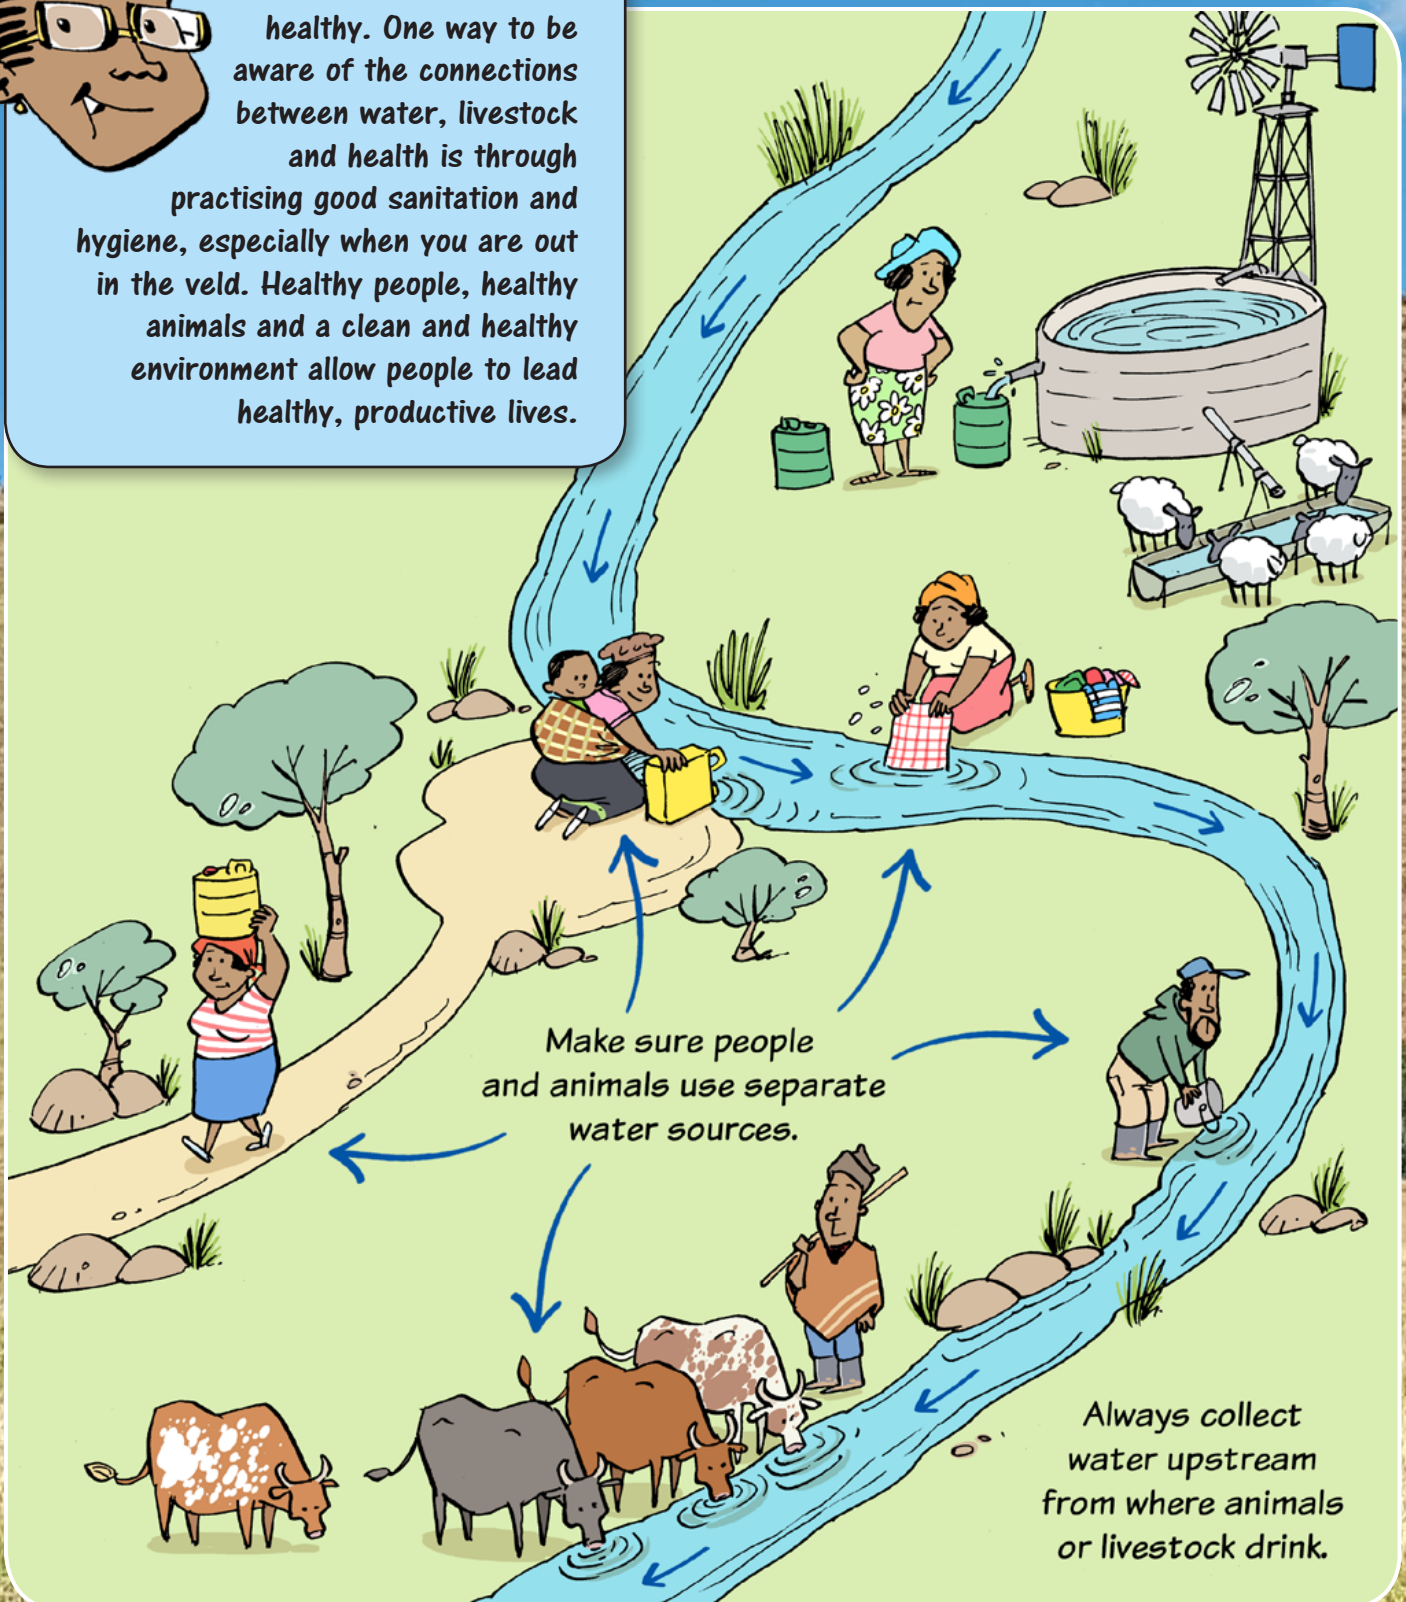 healthy. One way to be
aware of the connections
between water, livestock
and health is through
practising good sanitation and
hygiene, especially when you are out
in the veld. Healthy people, healthy
animals and a clean and healthy
environment allow people to lead
healthy, productive lives.
Make sure people
and animals use separate
water sources.
Always collect
water upstream
from where animals
or livestock drink.